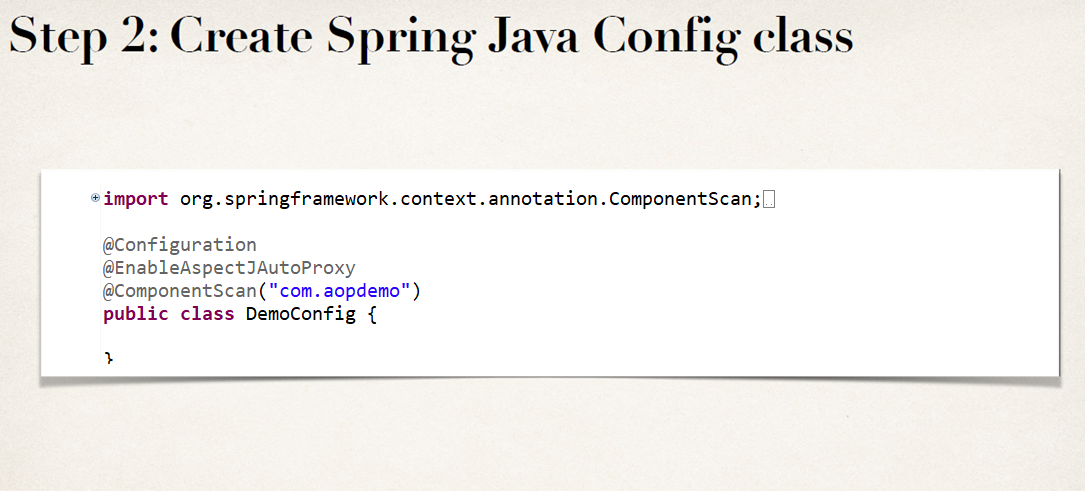 Step 2: Create Spring Java Config class
import org.springframework.context.annotation.ComponentScan;
@Configuration
@EnableAspectJAutoProxy
@ComponentScan("com.aopdemo")
public class DemoConfig {
}